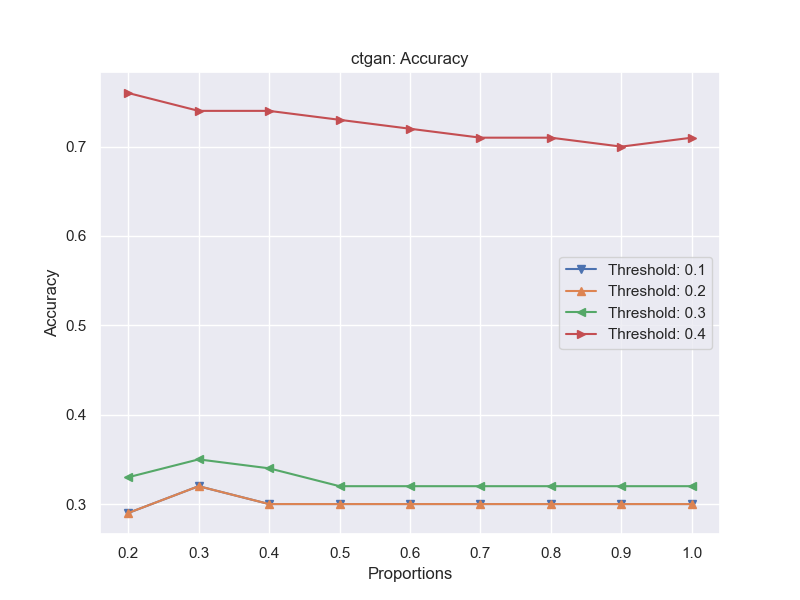 ctgan: Accuracy
Accuracy
0.7
0.6
0.5
0.4
0.3
Threshold: 0.1
Threshold: 0.2
Threshold: 0.3
Threshold: 0.4
0.2 0.3 0.4 0.5 0.6 0.7 0.8 0.9 1.0
Proportions